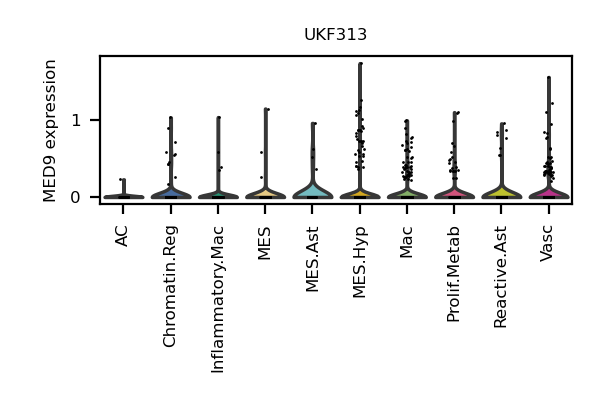 UKF313
MED9 expression
1
0
AC
Chromatin.Reg
Inflammatory.Mac
MES
MES.Ast
MES.Hyp
Mac
Prolif.Metab
Reactive.Ast
Vasc